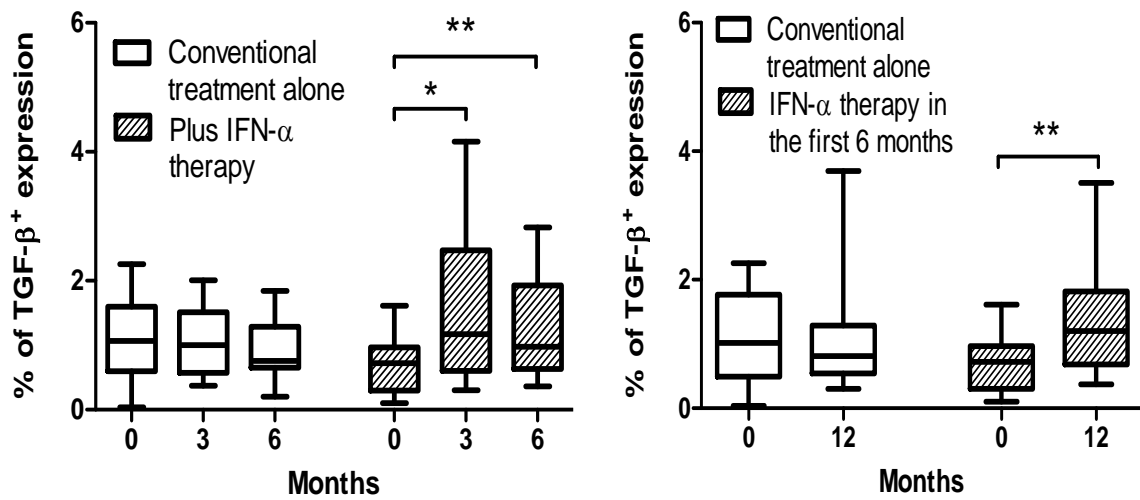 % of TGF-β+ expression
6
4
2
0
Conventional
treatment alone
Plus IFN-α
therapy
*
**
0 3 6 0 3 6
Months
% of TGF-β+ expression
6
4
2
0
Conventional
treatment alone
IFN-α therapy in
the first 6 months
**
0 12 0 12
Months